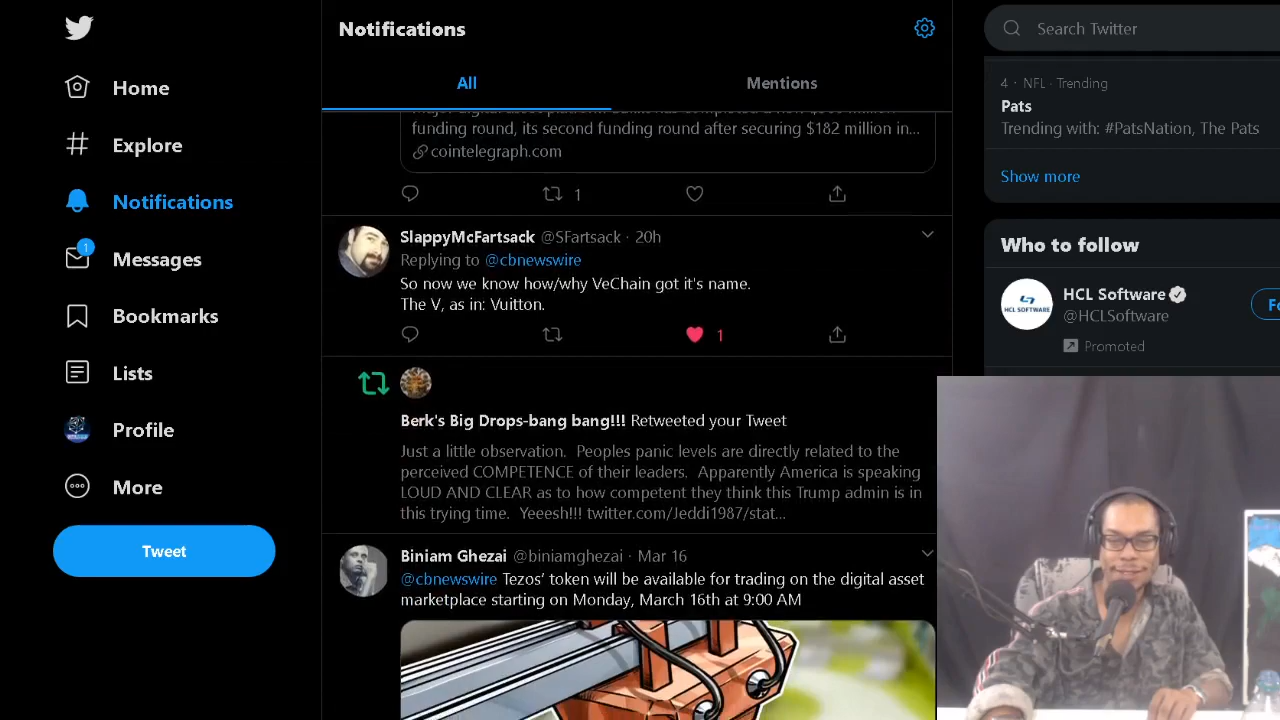 Notifications
Search Twitter
Home
All
Mentions
4 · NFL · Trending
Pats
Trending with: #PatsNation, The Pats
Show more
Explore
Notifications
1
Messages
Bookmarks
Lists
Profile
More
Tweet
funding round, its second funding round after securing $182 million in...
cointelegraph.com
1
SlappyMcFartsack @SFartsack · 20h
Replying to @cbnewswire
So now we know how/why VeChain got it's name.
The V, as in: Vuitton.
1
Berk's Big Drops-bang bang!!! Retweeted your Tweet
Just a little observation. Peoples panic levels are directly related to the
perceived COMPETENCE of their leaders. Apparently America is speaking
LOUD AND CLEAR as to how competent they think this Trump admin is in
this trying time. Yeeesh!!! twitter.com/Jeddi1987/stat...
Biniam Ghezai @biniamghezai · Mar 16
@cbnewswire Tezos' token will be available for trading on the digital asset
marketplace starting on Monday, March 16th at 9:00 AM
Who to follow
HCL SOFTWARE
HCL Software
@HCLSoftware
Promoted
Fo